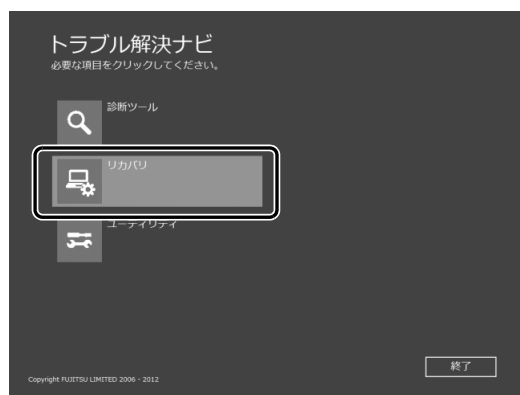 トラブル解決ナビ
必要な項目をクリックしてください。
診断ツール
リカバリ
ユーティリティ
終了
Copyright FUJITSU LIMITED 2006 - 2012